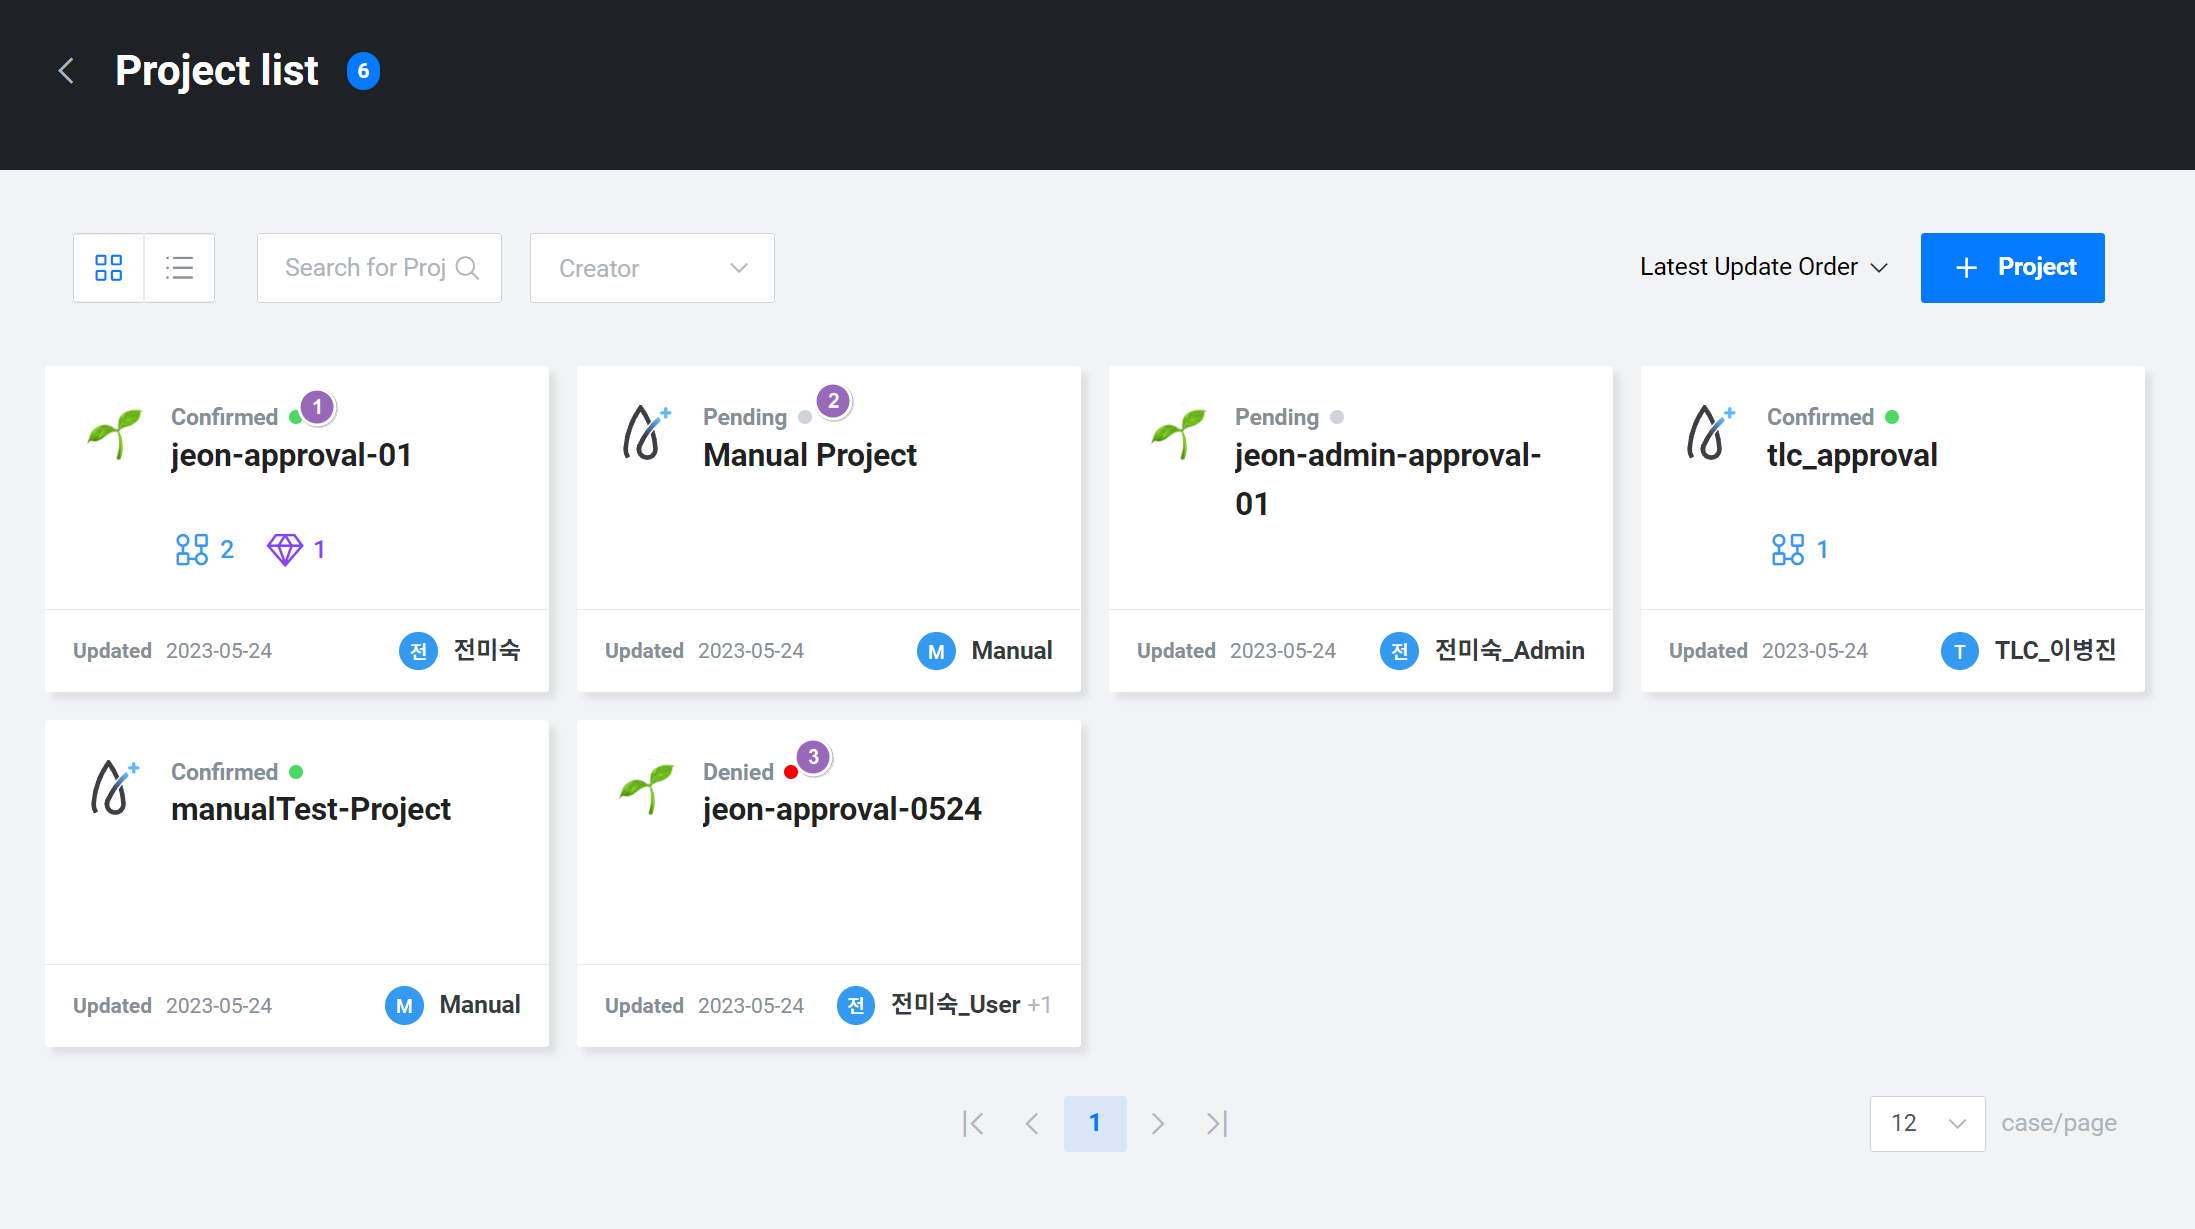 Project list 6
Search for Proj
Creator
Latest Update Order
Project
Confirmed 1
jeon-approval-01
2 1
Updated 2023-05-24 전 전미숙
Pending 2
Manual Project
Updated 2023-05-24 M Manual
Pending
jeon-admin-approval-
01
Updated 2023-05-24 전 전미숙_Admin
Confirmed
tlc_approval
1
Updated 2023-05-24 T TLC_이병진
Confirmed
manualTest-Project
Updated 2023-05-24 M Manual
Denied 3
jeon-approval-0524
Updated 2023-05-24 전 전미숙_User +1
1
12 case/page